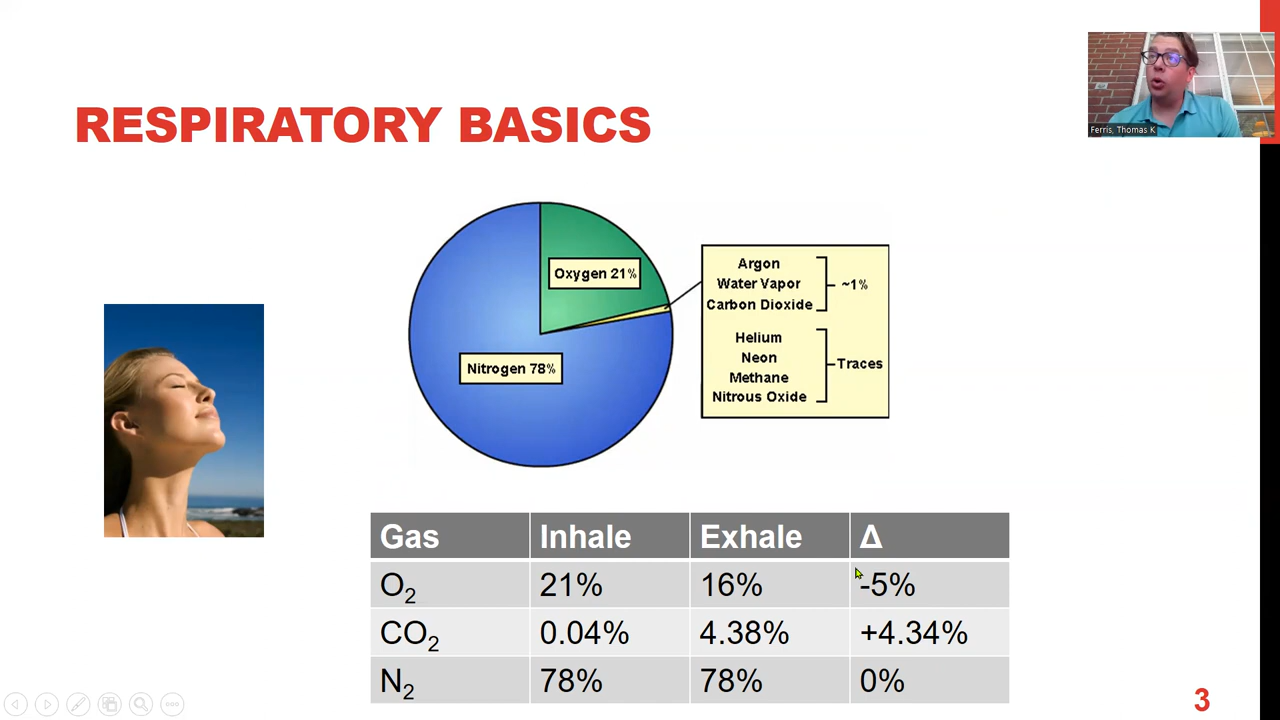 RESPIRATORY BASICS
Ferris, Thomas K
Oxygen 21%
Nitrogen 78%
Argon
Water Vapor
Carbon Dioxide
~1%
Helium
Neon
Methane
Nitrous Oxide
Traces
Gas Inhale Exhale Δ
O₂ 21% 16% -5%
CO₂ 0.04% 4.38% +4.34%
N₂ 78% 78% 0%
3